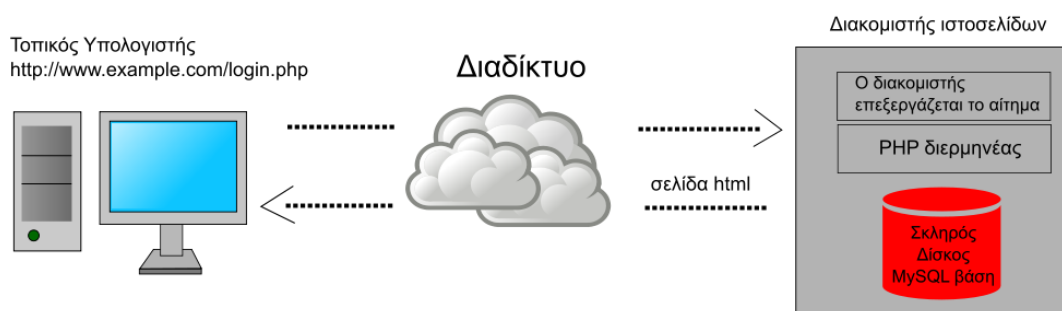 Τοπικός Υπολογιστής
http://www.example.com/login.php
Διαδίκτυο
σελίδα html
Διακομιστής ιστοσελίδων
Ο διακομιστής
επεξεργάζεται το αίτημα
PHP διερμηνέας
Σκληρός
Δίσκος
MySQL βάση